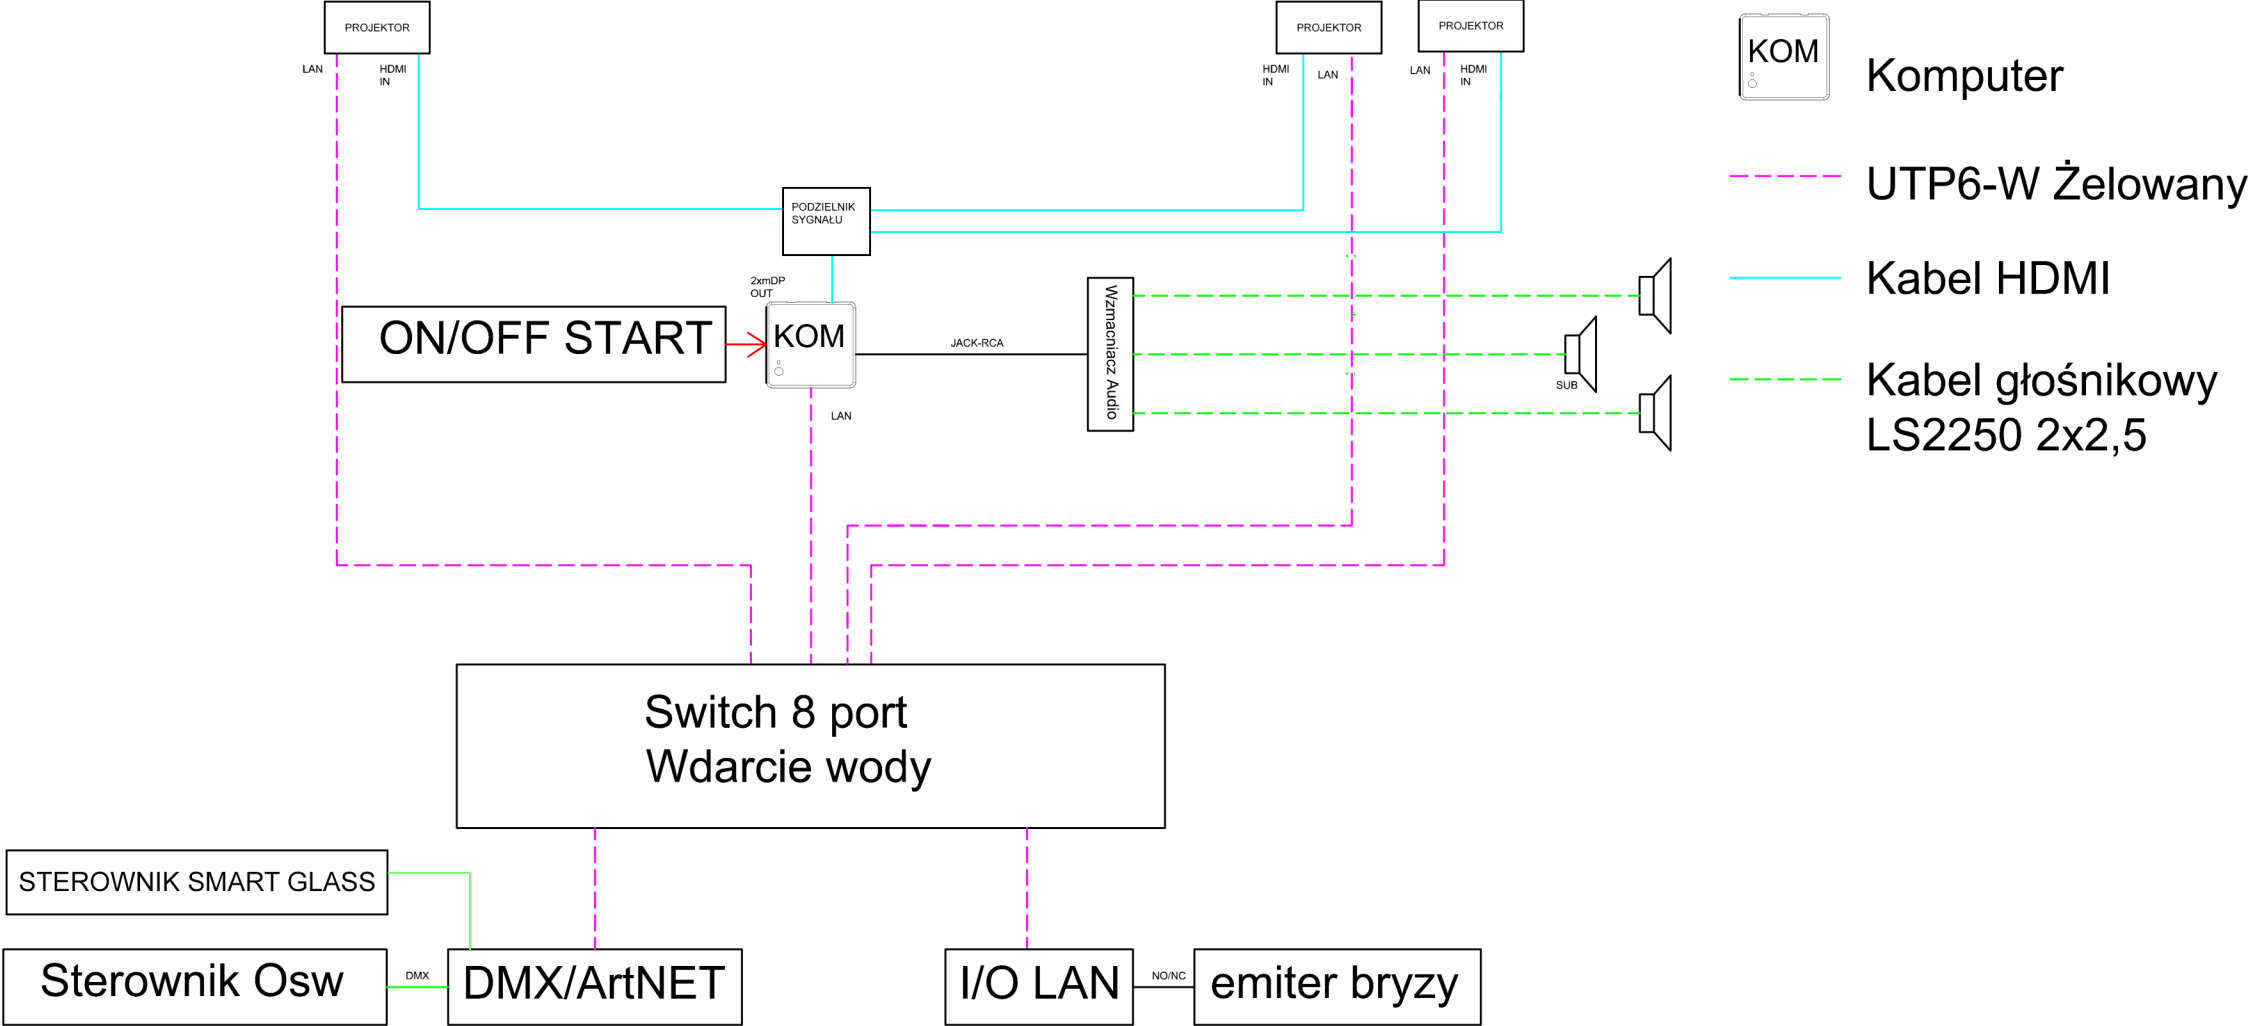 PROJEKTOR
PROJEKTOR
PROJEKTOR
LAN
HDMI
IN
HDMI
IN
LAN
LAN
HDMI
IN
KOM
Komputer
UTP6-W Żelowany
Kabel HDMI
Kabel głośnikowy
LS2250 2x2,5
PODZIELNIK
SYGNAŁU
2xmDP
OUT
ON/OFF START
KOM
JACK-RCA
Wzmacniacz Audio
SUB
LAN
Switch 8 port
Wdarcie wody
STEROWNIK SMART GLASS
Sterownik Osw
DMX
DMX/ArtNET
I/O LAN
NO/NC
emiter bryzy